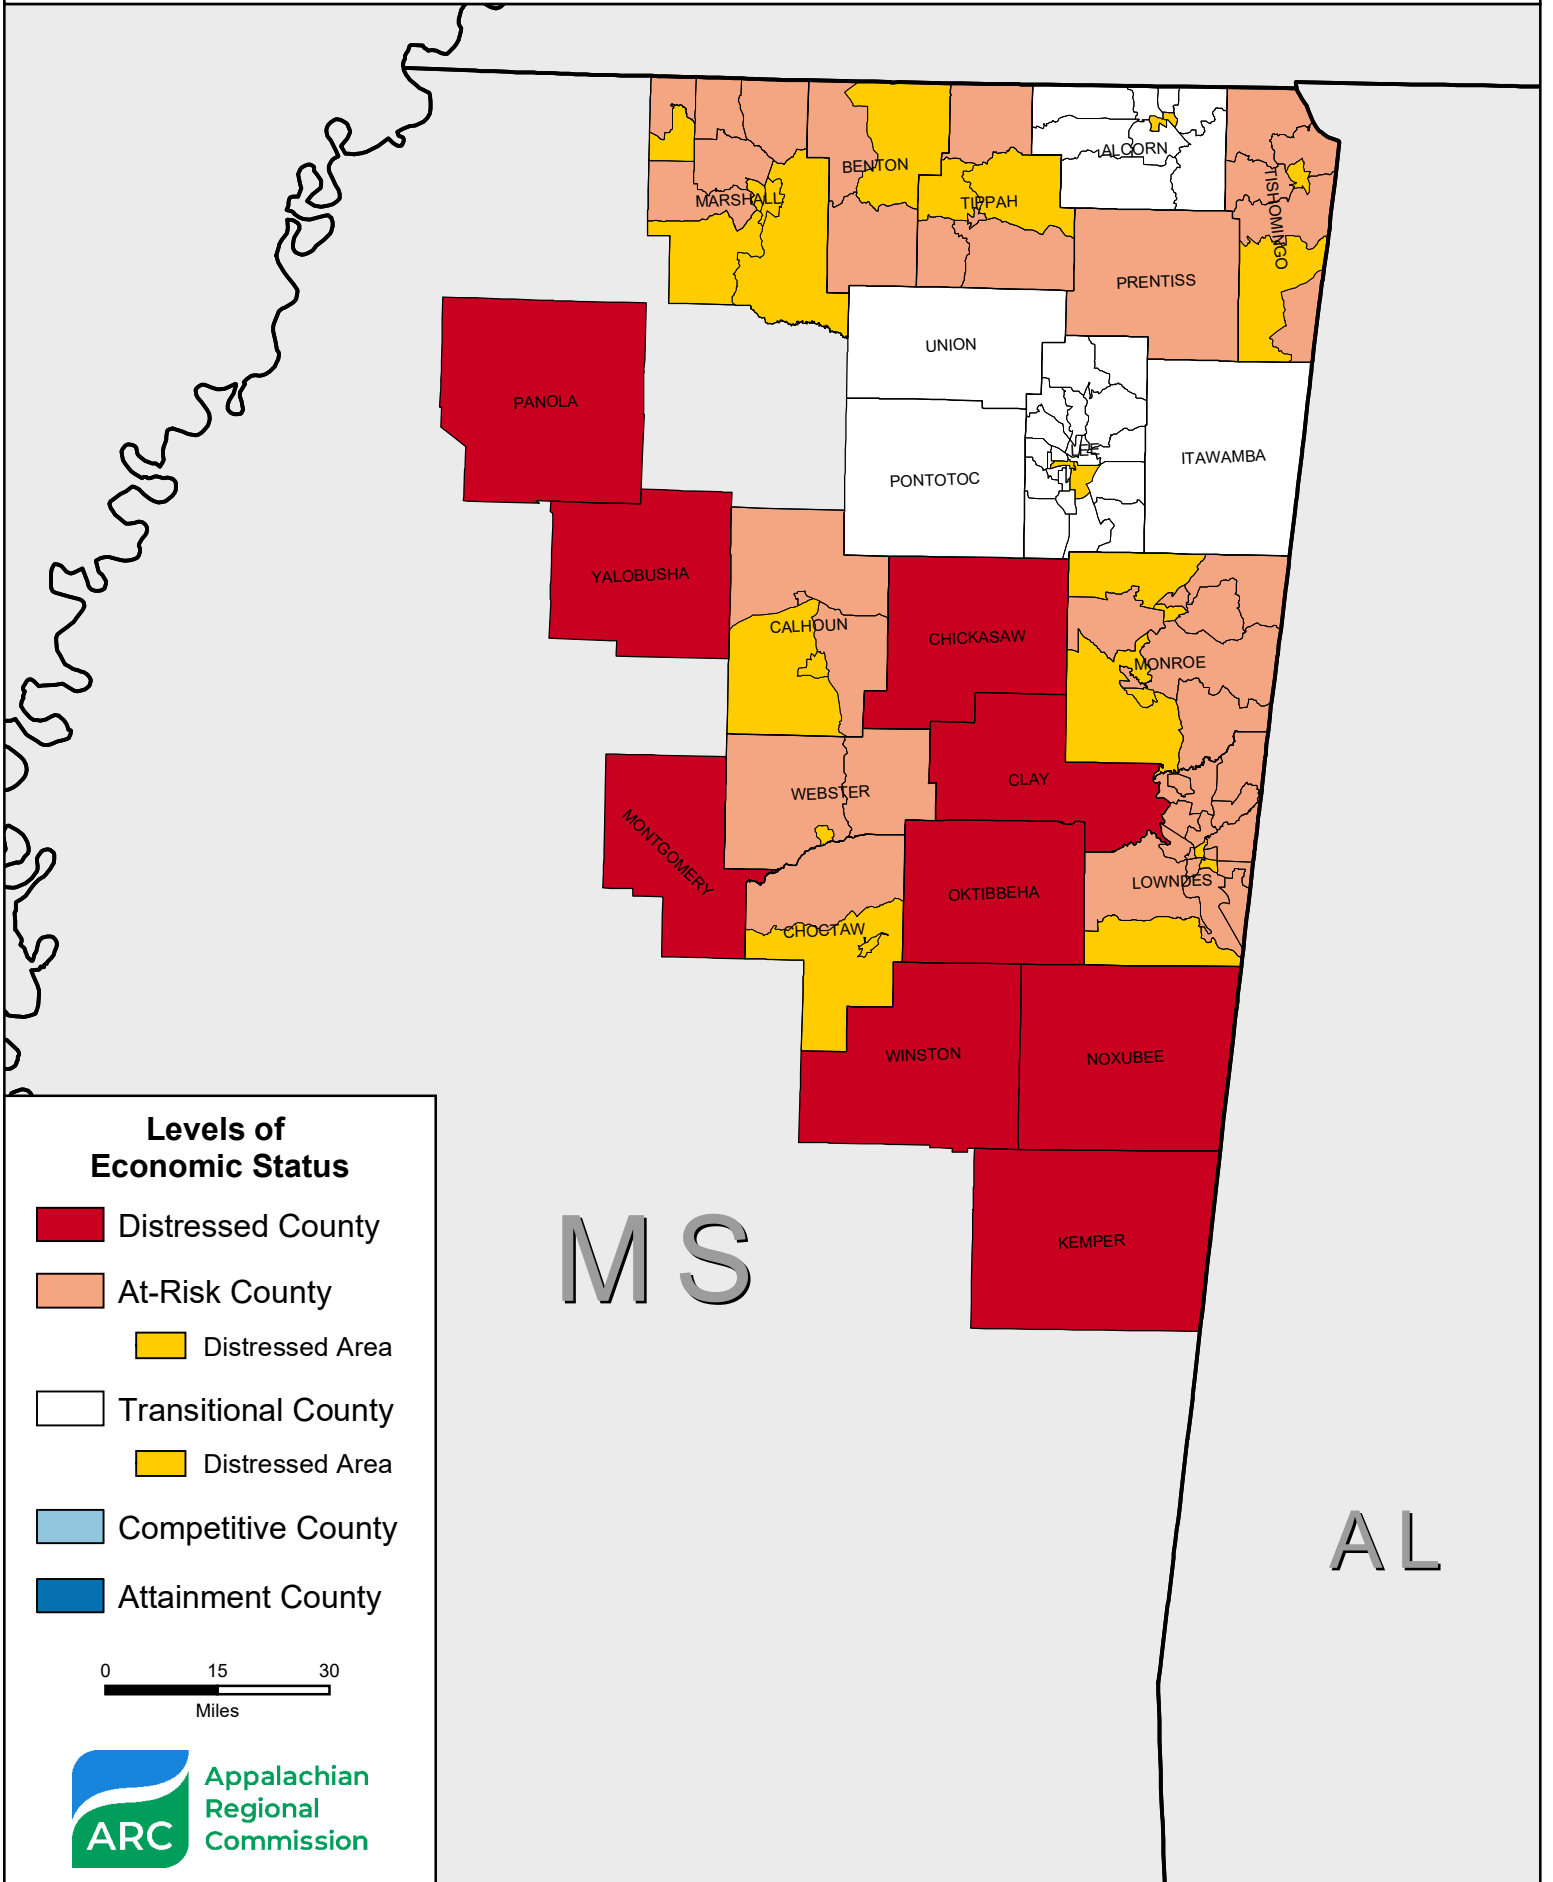 BENTON
ALCORN
MARSHALL
TIPPAH
TISHOMINGO
PRENTISS
UNION
PANOLA
LEE
ITAWAMBA
PONTOTOC
YALOBUSHA
CALHOUN
CHICKASAW
MONROE
CLAY
WEBSTER
MONTGOMERY
LOWNDES
OKTIBBEHA
CHOCTAW
WINSTON
NOXUBEE
KEMPER
MS
AL
Levels of
Economic Status
Distressed County
At-Risk County
Distressed Area
Transitional County
Distressed Area
Competitive County
Attainment County
0 15 30
Miles
ARC
Appalachian
Regional
Commission